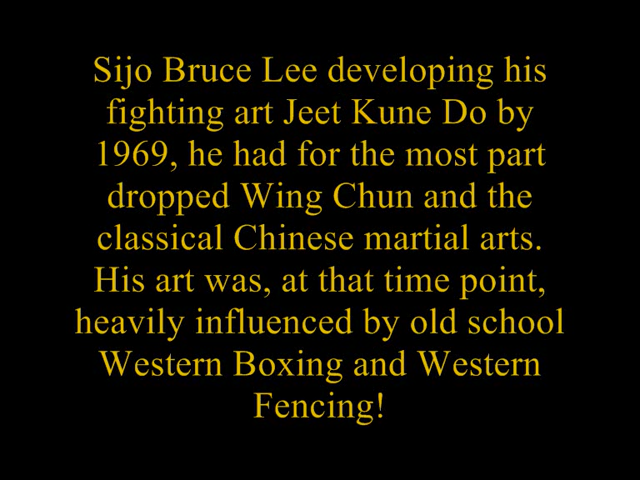 Sijo Bruce Lee developing his
fighting art Jeet Kune Do by
1969, he had for the most part
dropped Wing Chun and the
classical Chinese martial arts.
His art was, at that time point,
heavily influenced by old school
Western Boxing and Western
Fencing!